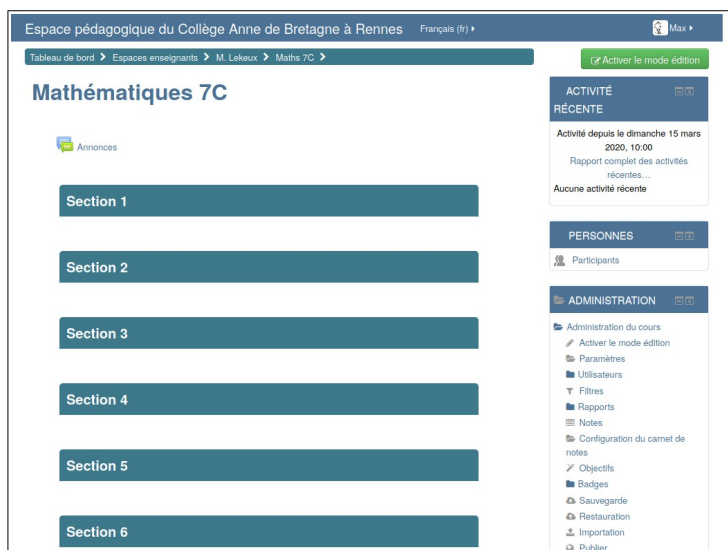 Espace pédagogique du Collège Anne de Bretagne à Rennes Français (fr) Max
Tableau de bord Espaces enseignants M. Lekeux Maths 7C
Activer le mode édition
Mathématiques 7C
Annonces
Section 1
Section 2
Section 3
Section 4
Section 5
Section 6
ACTIVITÉ
RÉCENTE
Activité depuis le dimanche 15 mars
2020, 10:00
Rapport complet des activités
récentes…
Aucune activité récente
PERSONNES
Participants
ADMINISTRATION
Administration du cours
Activer le mode édition
Paramètres
Utilisateurs
Filtres
Rapports
Notes
Configuration du carnet de
notes
Objectifs
Badges
Sauvegarde
Restauration
Importation
Publier